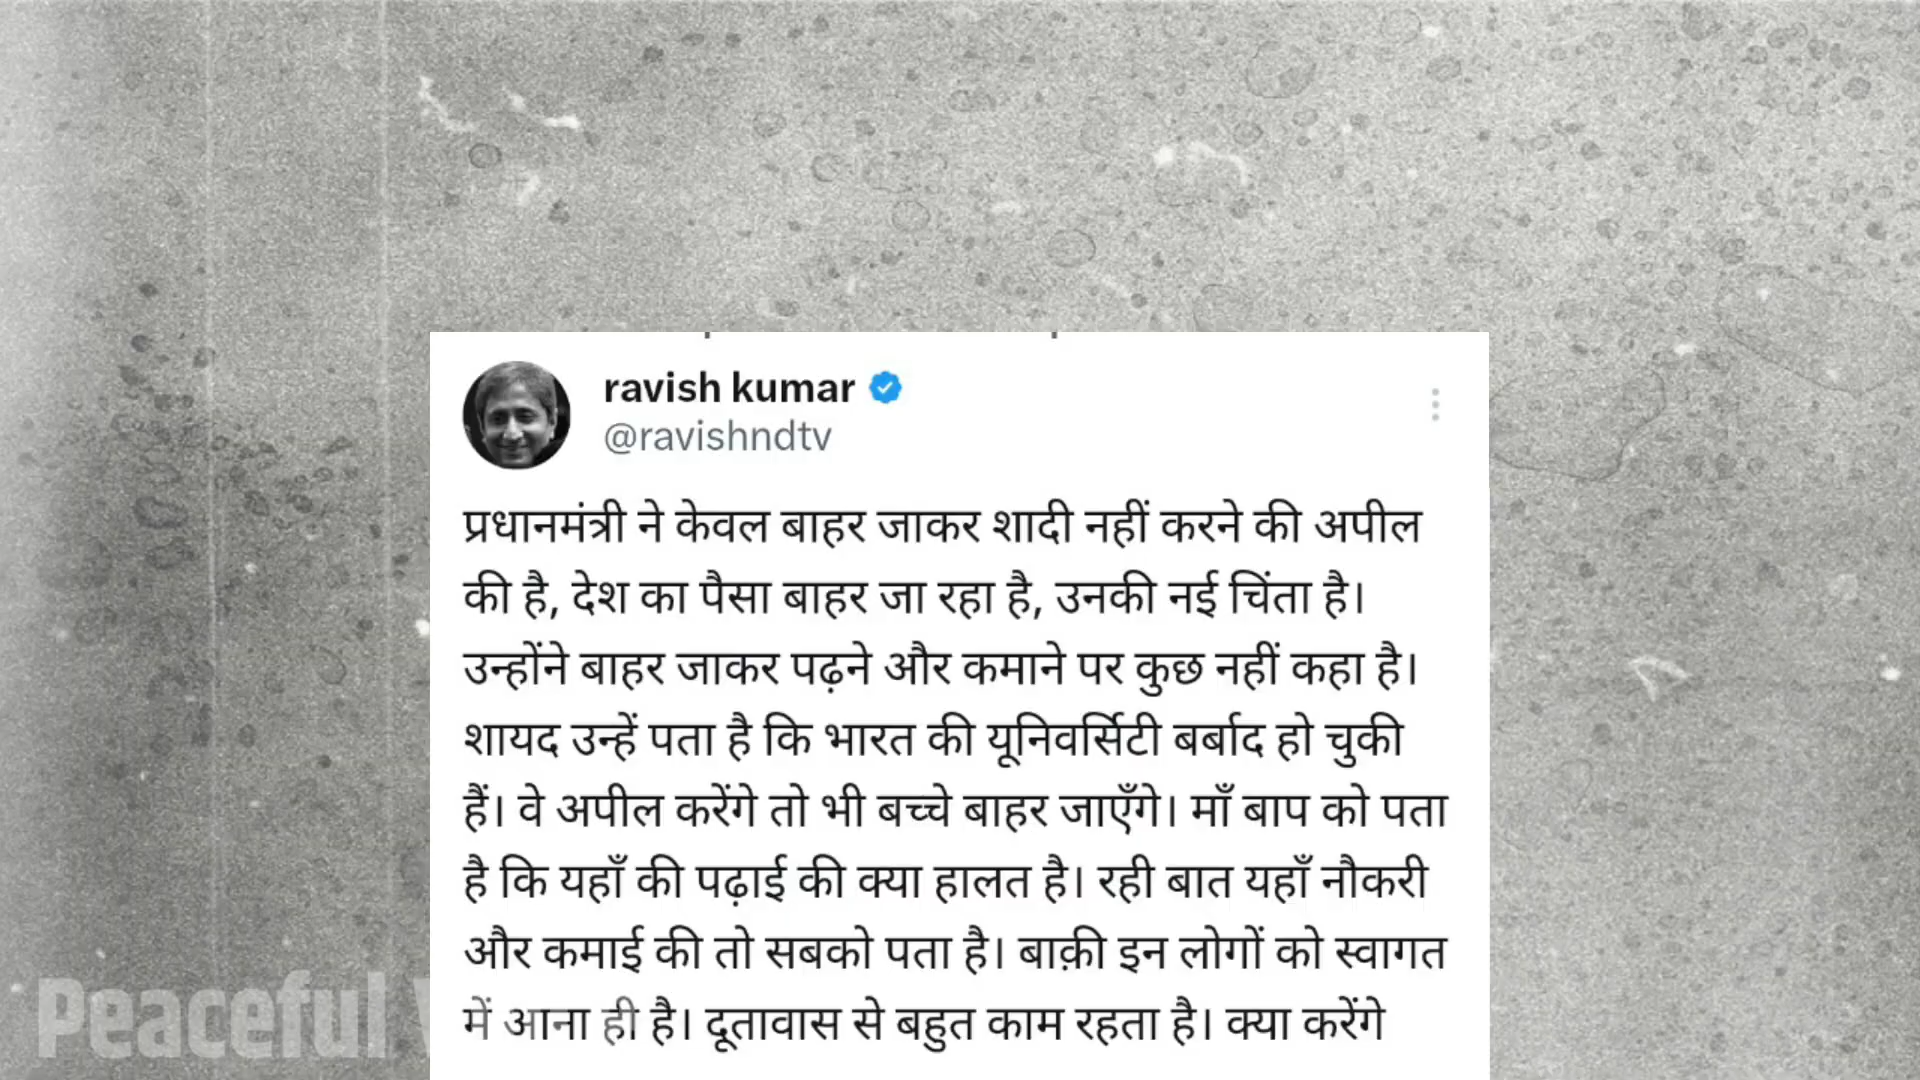 ravish kumar
@ravishndtv
प्रधानमंत्री ने केवल बाहर जाकर शादी नहीं करने की अपील
की है, देश का पैसा बाहर जा रहा है, उनकी नई चिंता है।
उन्होंने बाहर जाकर पढ़ने और कमाने पर कुछ नहीं कहा है।
शायद उन्हें पता है कि भारत की यूनिवर्सिटी बर्बाद हो चुकी
हैं। वे अपील करेंगे तो भी बच्चे बाहर जाएँगे। माँ बाप को पता
है कि यहाँ की पढ़ाई की क्या हालत है। रही बात यहाँ नौकरी
और कमाई की तो सबको पता है। बाक़ी इन लोगों को स्वागत
में आना ही है। दूतावास से बहुत काम रहता है। क्या करेंगे
Peaceful